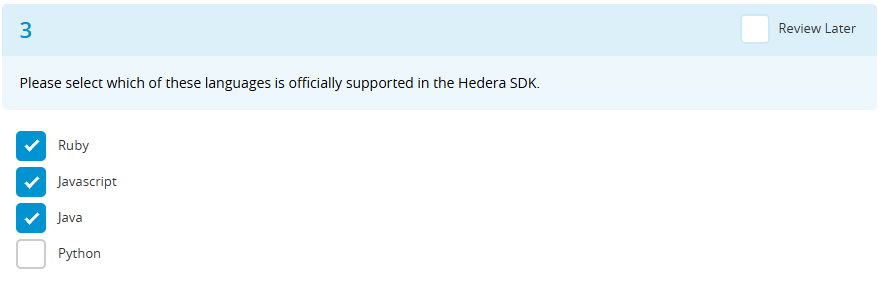 3
Review Later
Please select which of these languages is officially supported in the Hedera SDK.
Ruby
Javascript
Java
Python